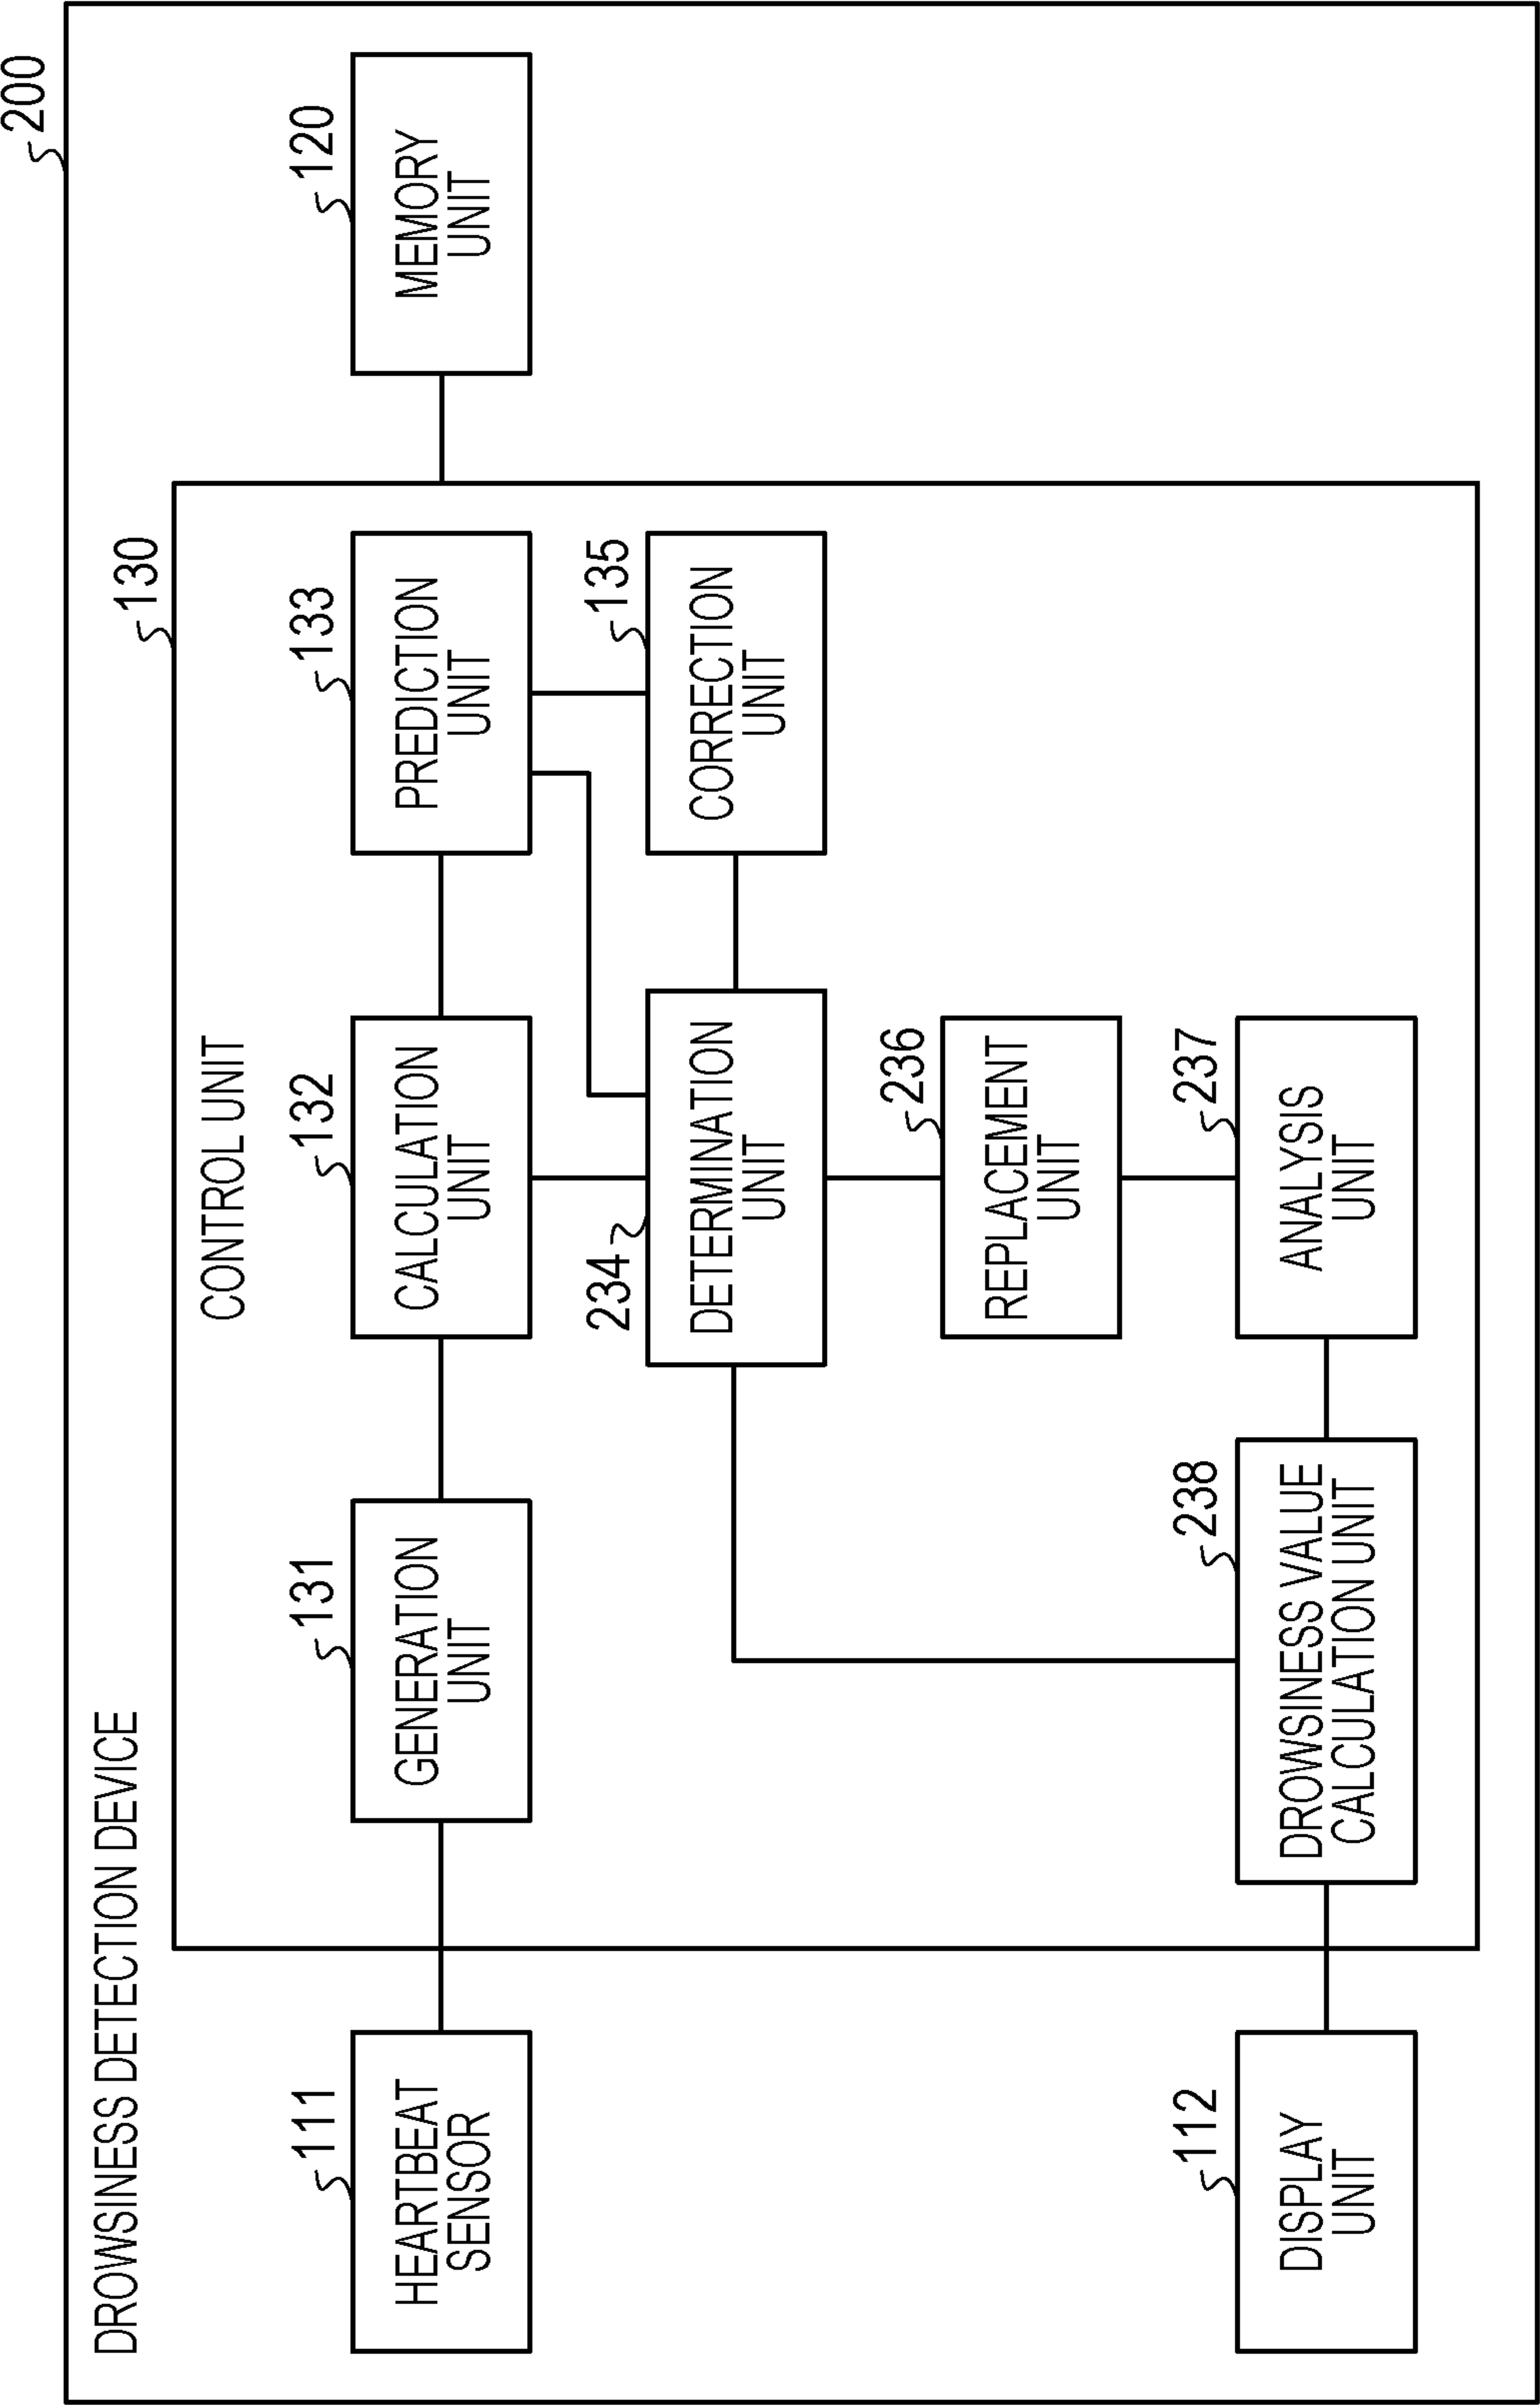 200
DROWSINESS DETECTION DEVICE
130
CONTROL UNIT
111
HEARTBEAT
SENSOR
131
GENERATION
UNIT
132
CALCULATION
UNIT
133
PREDICTION
UNIT
120
MEMORY
UNIT
234
DETERMINATION
UNIT
135
CORRECTION
UNIT
236
REPLACEMENT
UNIT
112
DISPLAY
UNIT
238
DROWSINESS VALUE
CALCULATION UNIT
237
ANALYSIS
UNIT